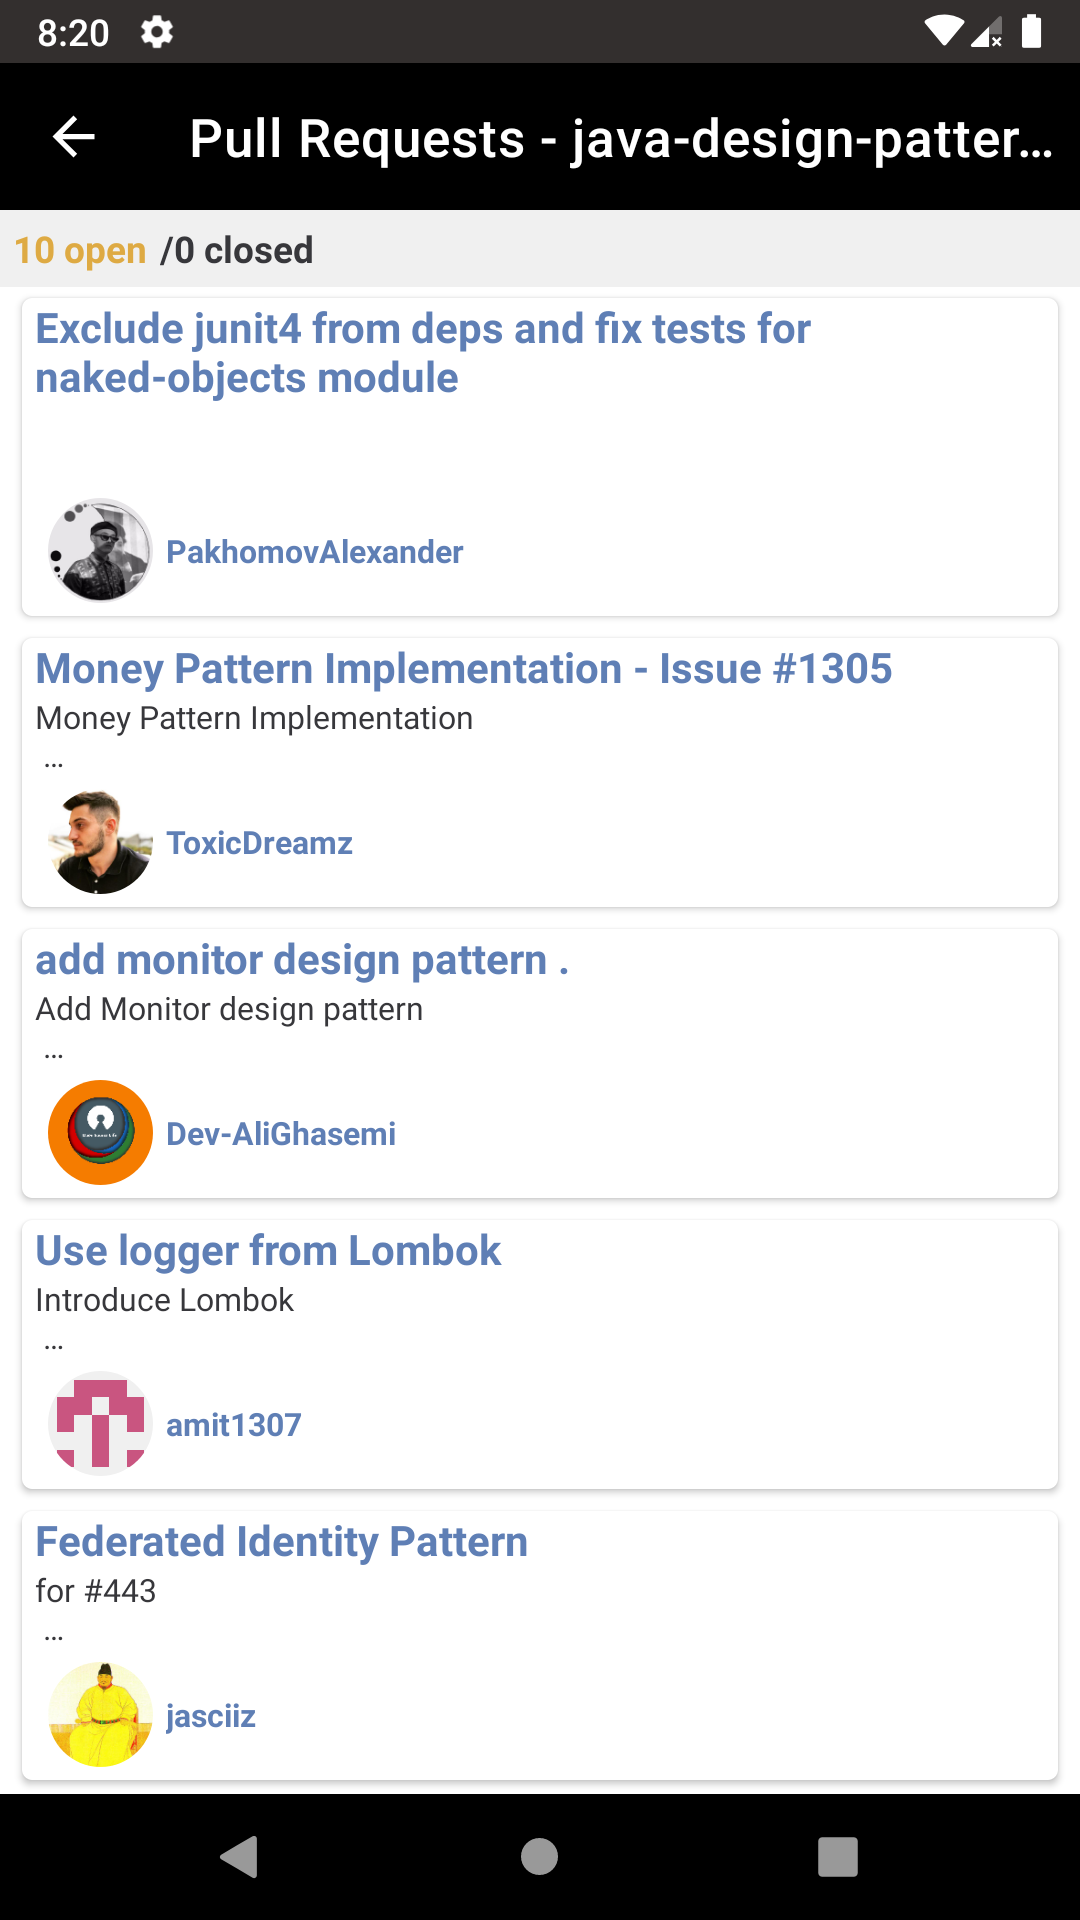 8:20
Pull Requests - java-design-patter...
10 open /0 closed
Exclude junit4 from deps and fix tests for
naked-objects module
PakhomovAlexander
Money Pattern Implementation - Issue #1305
Money Pattern Implementation
...
ToxicDreamz
add monitor design pattern .
Add Monitor design pattern
...
Dev-AliGhasemi
Use logger from Lombok
Introduce Lombok
...
amit1307
Federated Identity Pattern
for #443
...
jasciiz